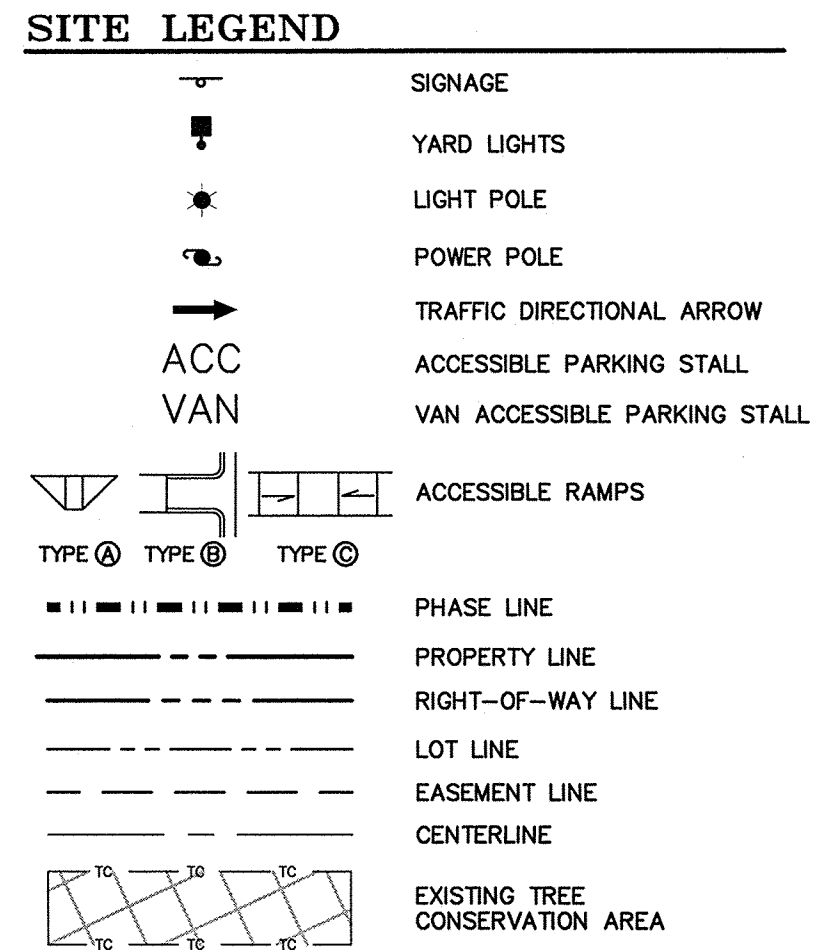 SITE LEGEND
SIGNAGE
YARD LIGHTS
LIGHT POLE
POWER POLE
TRAFFIC DIRECTIONAL ARROW
ACC ACCESSIBLE PARKING STALL
VAN VAN ACCESSIBLE PARKING STALL
ACCESSIBLE RAMPS
TYPE Ⓐ TYPE Ⓑ TYPE Ⓒ
PHASE LINE
PROPERTY LINE
RIGHT-OF-WAY LINE
LOT LINE
EASEMENT LINE
CENTERLINE
TC TC TC
EXISTING TREE
CONSERVATION AREA
TC TC TC